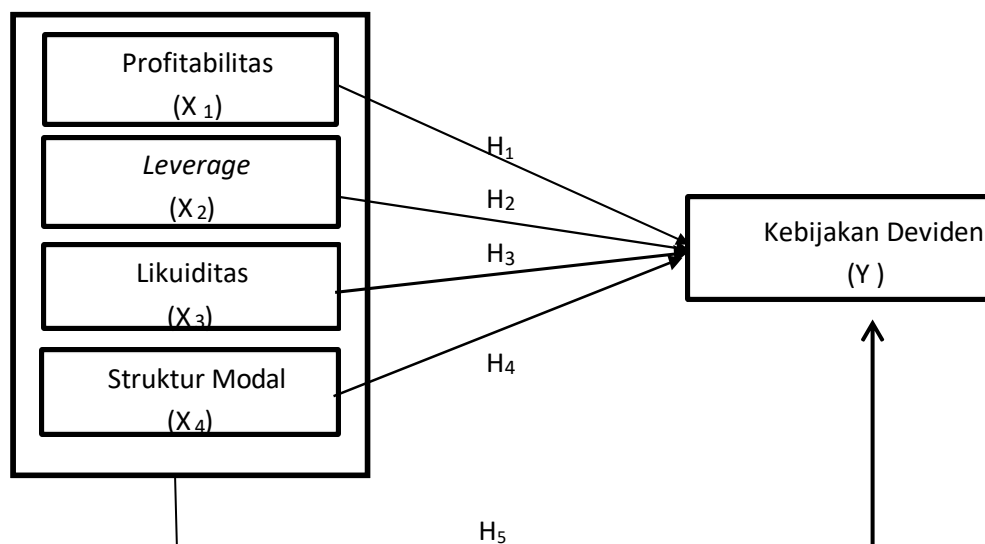 Profitabilitas
(X 1)
H1
Leverage
(X 2)
H2
Kebijakan Deviden
(Y )
Likuiditas
(X 3)
H3
Struktur Modal
(X 4)
H4
H5